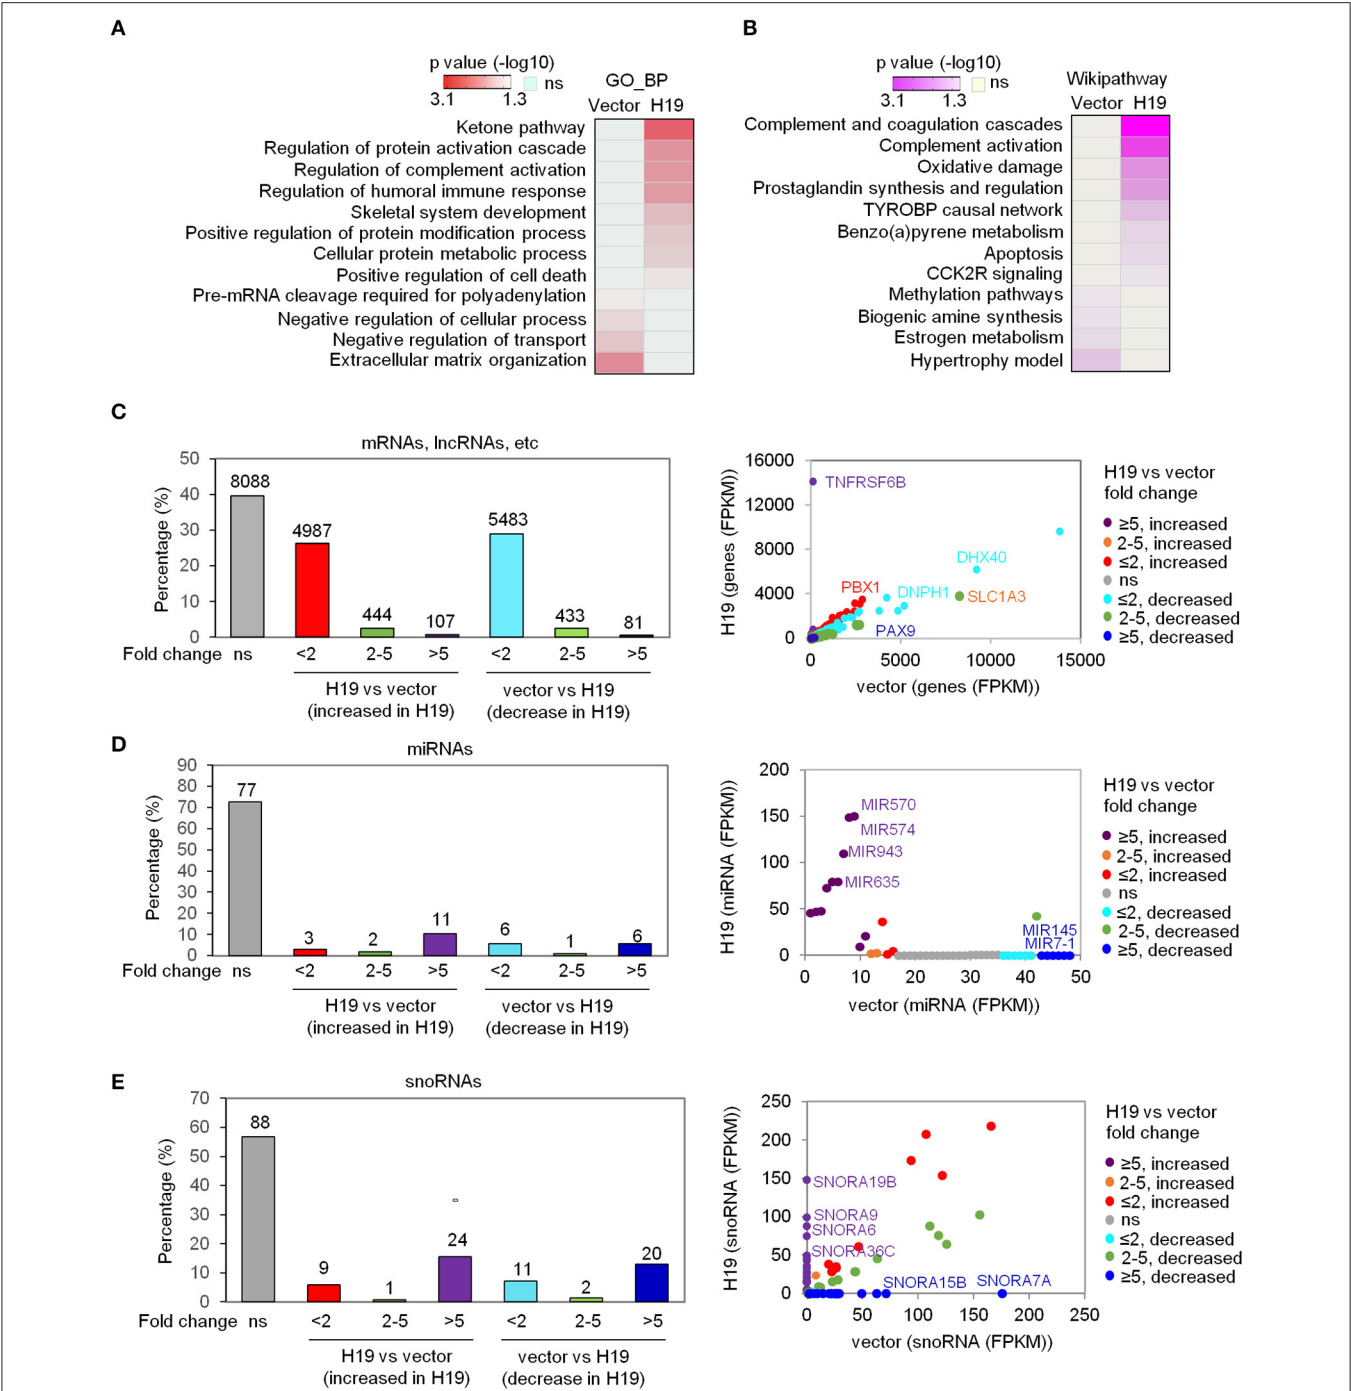 A
p value (-log10)
ns
3.1 1.3
GO_BP
Vector H19
Ketone pathway
Regulation of protein activation cascade
Regulation of complement activation
Regulation of humoral immune response
Skeletal system development
Positive regulation of protein modification process
Cellular protein metabolic process
Positive regulation of cell death
Pre-mRNA cleavage required for polyadenylation
Negative regulation of cellular process
Negative regulation of transport
Extracellular matrix organization
B
p value (-log10)
ns
3.1 1.3
Wikipathway
Vector H19
Complement and coagulation cascades
Complement activation
Oxidative damage
Prostaglandin synthesis and regulation
TYROBP causal network
Benzo(a)pyrene metabolism
Apoptosis
CCK2R signaling
Methylation pathways
Biogenic amine synthesis
Estrogen metabolism
Hypertrophy model
C
mRNAs, lncRNAs, etc
Percentage (%)
50
40
30
20
10
0
8088
4987
444
107
5483
433
81
Fold change ns <2 2-5 >5 <2 2-5 >5
H19 vs vector
(increased in H19)
vector vs H19
(decrease in H19)
H19 (genes (FPKM))
16000
12000
8000
4000
0
TNFRSF6B
DHX40
PBX1
DNPH1
SLC1A3
PAX9
0 5000 10000 15000
vector (genes (FPKM))
H19 vs vector
fold change
≥5, increased
2-5, increased
≤2, increased
ns
≤2, decreased
2-5, decreased
≥5, decreased
D
miRNAs
Percentage (%)
90
80
70
60
50
40
30
20
10
0
77
3
2
11
6
1
6
Fold change ns <2 2-5 >5 <2 2-5 >5
H19 vs vector
(increased in H19)
vector vs H19
(decrease in H19)
H19 (miRNA (FPKM))
200
150
100
50
0
MIR570
MIR574
MIR943
MIR635
MIR145
MIR7-1
0 10 20 30 40 50
vector (miRNA (FPKM))
H19 vs vector
fold change
≥5, increased
2-5, increased
≤2, increased
ns
≤2, decreased
2-5, decreased
≥5, decreased
E
snoRNAs
Percentage (%)
70
60
50
40
30
20
10
0
88
9
1
24
11
2
20
Fold change ns <2 2-5 >5 <2 2-5 >5
H19 vs vector
(increased in H19)
vector vs H19
(decrease in H19)
H19 (snoRNA (FPKM))
250
200
150
100
50
0
SNORA19B
SNORA9
SNORA6
SNORA36C
SNORA15B
SNORA7A
0 50 100 150 200 250
vector (snoRNA (FPKM))
H19 vs vector
fold change
≥5, increased
2-5, increased
≤2, increased
ns
≤2, decreased
2-5, decreased
≥5, decreased